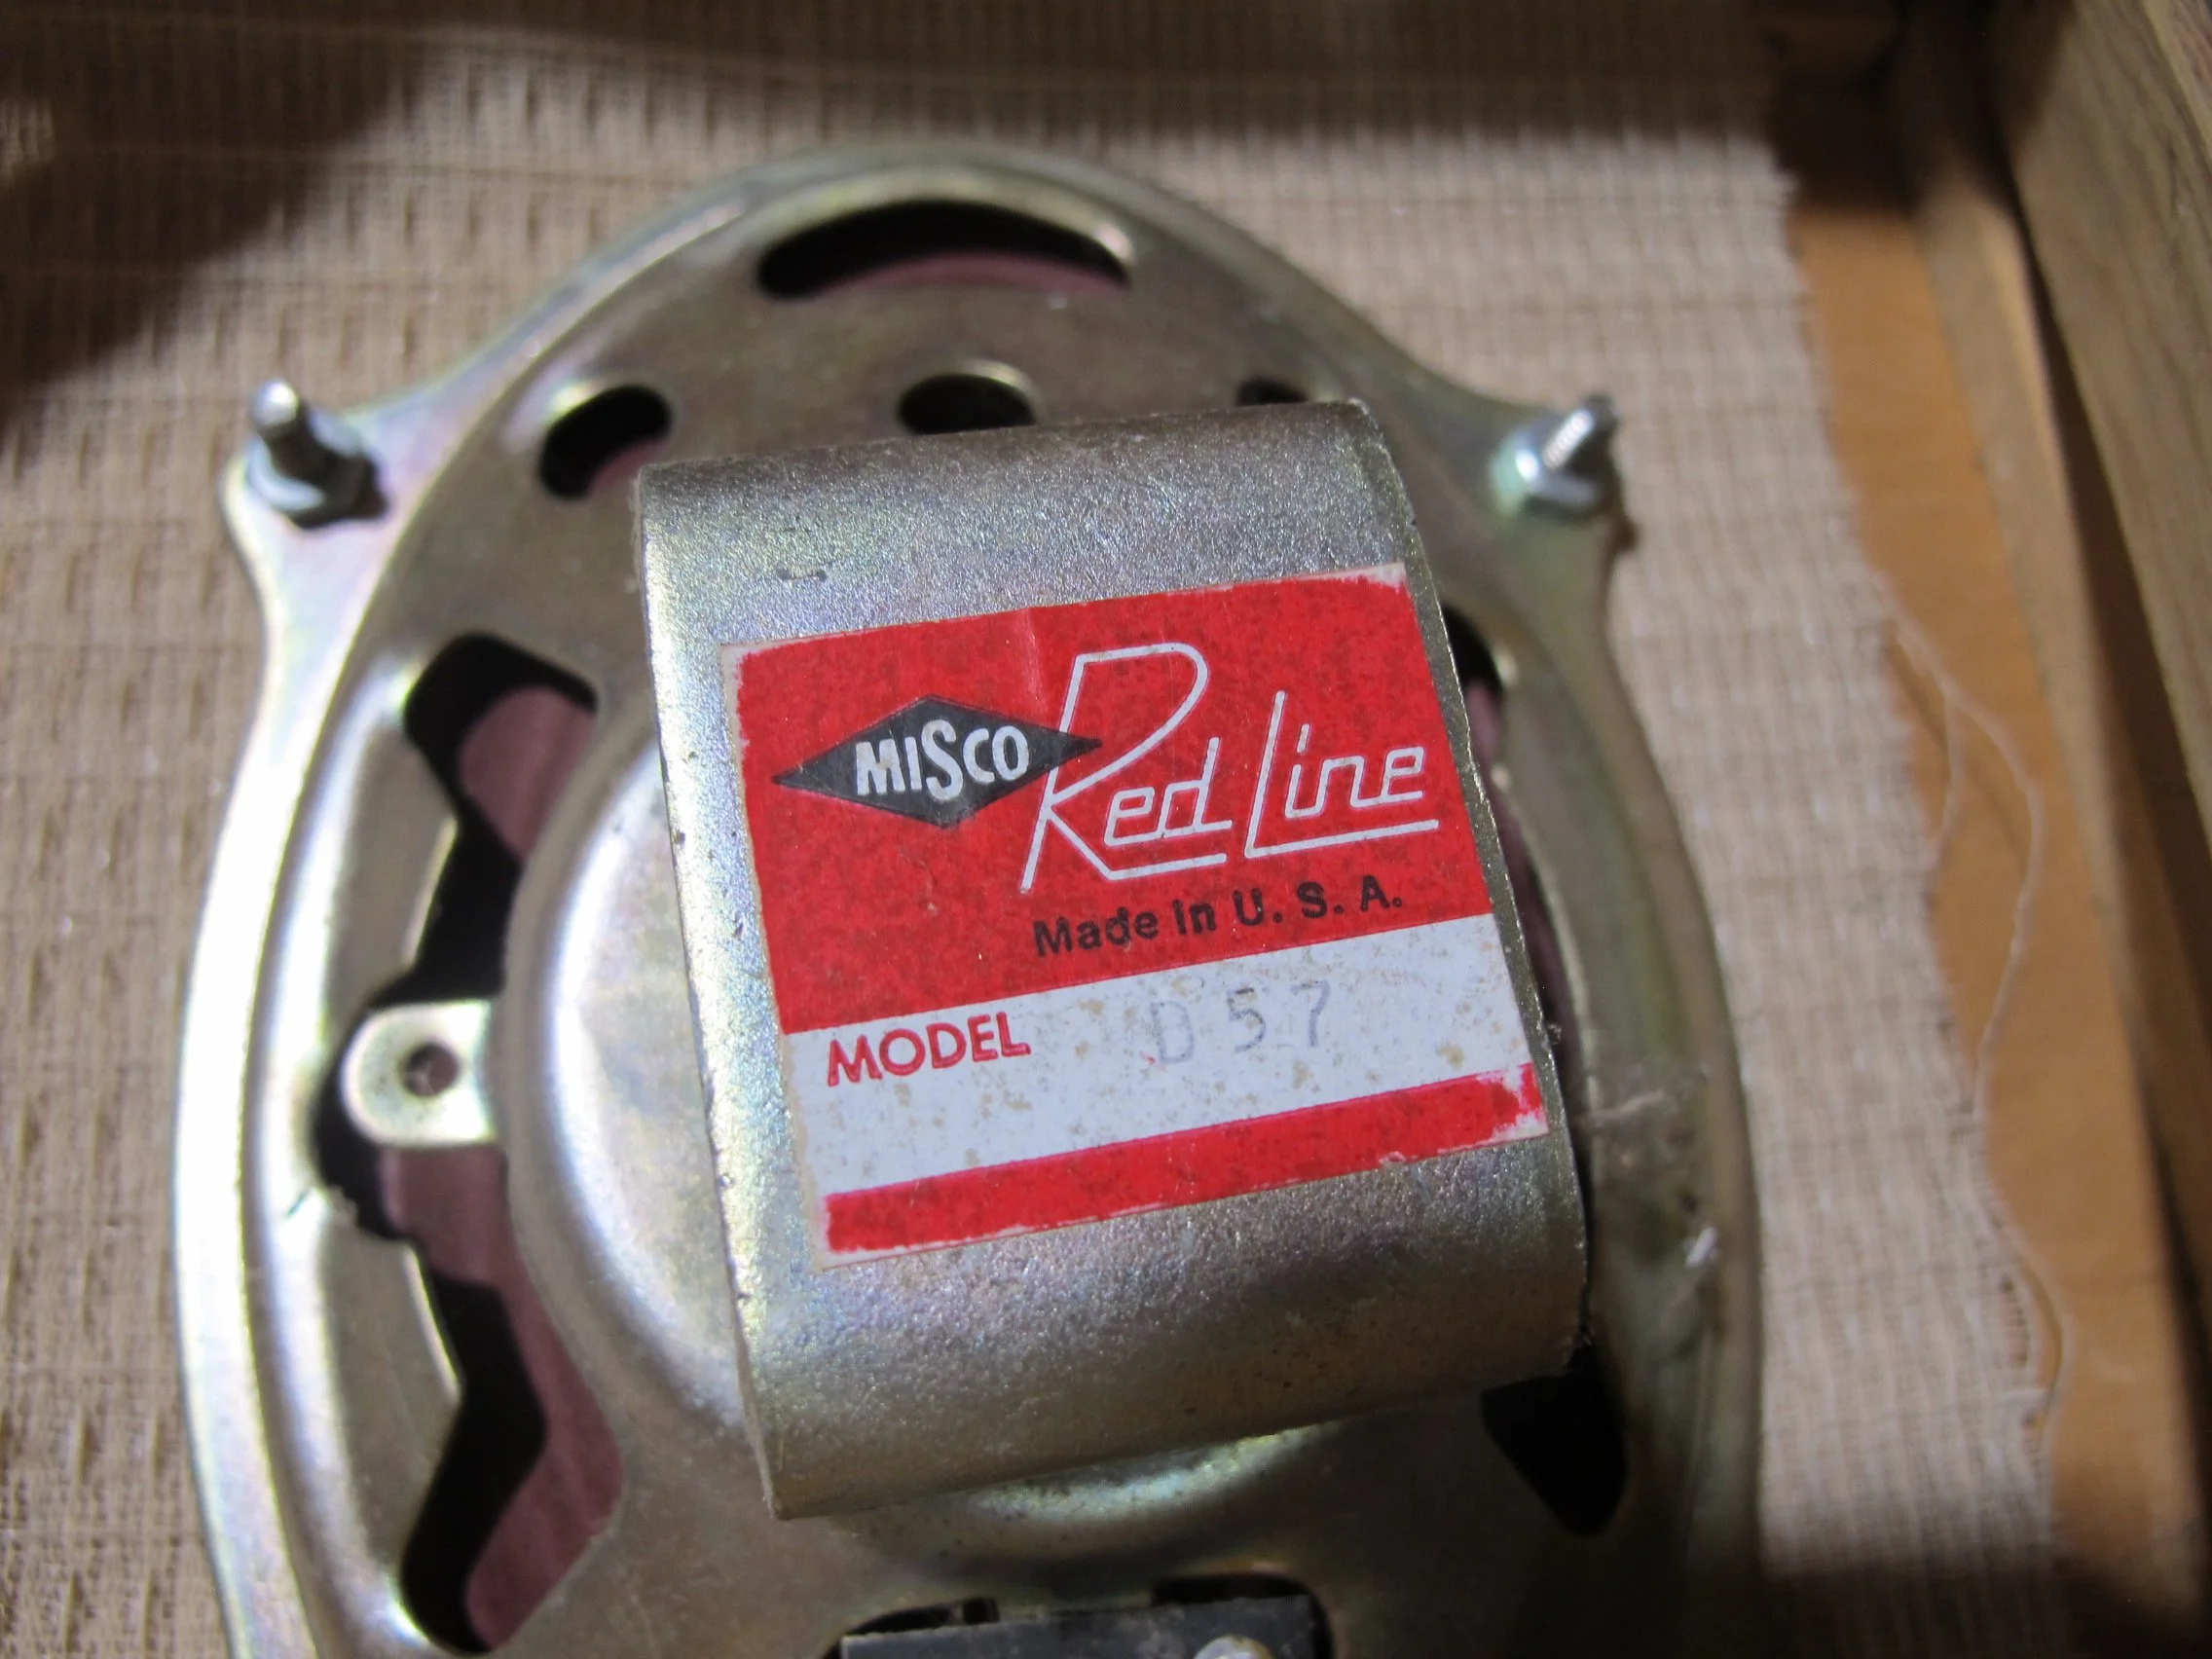 MISCO Red Line
Made in U. S. A.
MODEL D57